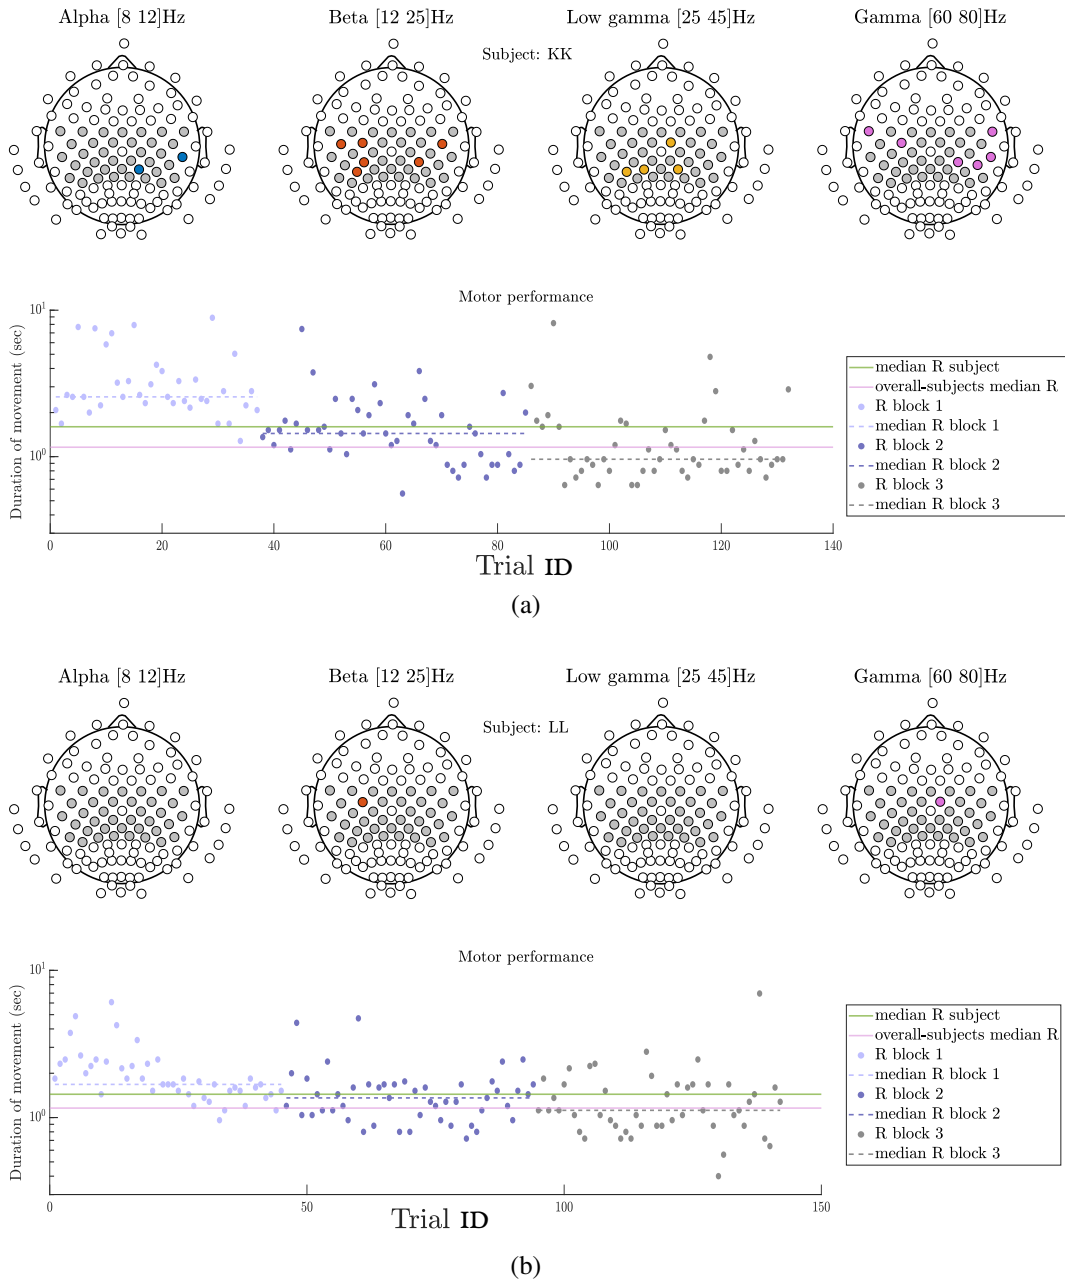 Alpha [8 12]Hz
Beta [12 25]Hz
Low gamma [25 45]Hz
Gamma [60 80]Hz
Subject: KK
Motor performance
Duration of movement (sec)
10^1
10^0
0
20
40
60
80
100
120
140
Trial ID
median R subject
overall-subjects median R
R block 1
median R block 1
R block 2
median R block 2
R block 3
median R block 3
(a)
Alpha [8 12]Hz
Beta [12 25]Hz
Low gamma [25 45]Hz
Gamma [60 80]Hz
Subject: LL
Motor performance
Duration of movement (sec)
10^1
10^0
0
50
100
150
Trial ID
median R subject
overall-subjects median R
R block 1
median R block 1
R block 2
median R block 2
R block 3
median R block 3
(b)